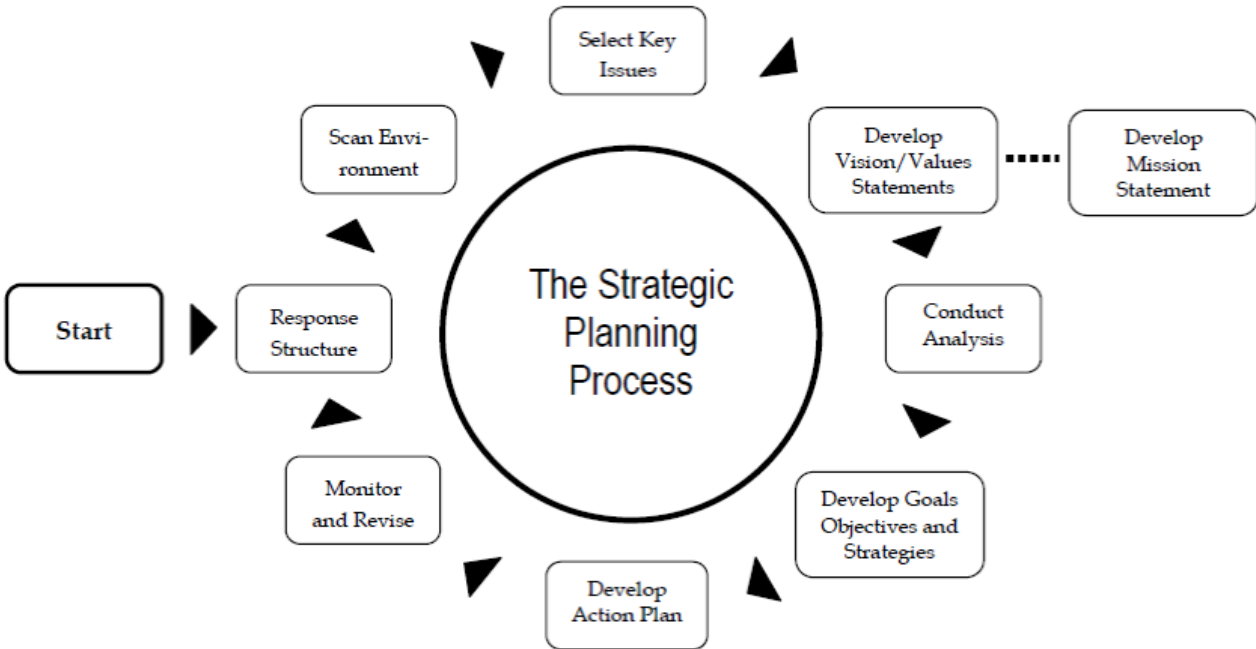 Select Key
Issues
Scan Envi-
ronment
Develop
Vision/Values
Statements
Develop
Mission
Statement
The Strategic
Planning
Process
Start
Response
Structure
Conduct
Analysis
Monitor
and Revise
Develop Goals
Objectives and
Strategies
Develop
Action Plan